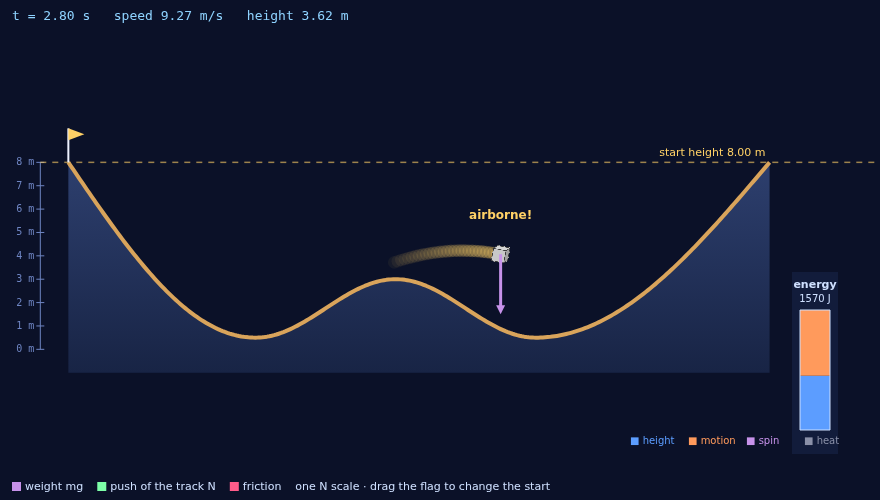 t = 2.80 s   speed 9.27 m/s   height 3.62 m
start height 8.00 m
8 m
7 m
6 m
5 m
4 m
3 m
2 m
1 m
0 m
airborne!
energy
1570 J
height   motion   spin   heat
weight mg   push of the track N   friction   one N scale · drag the flag to change the start